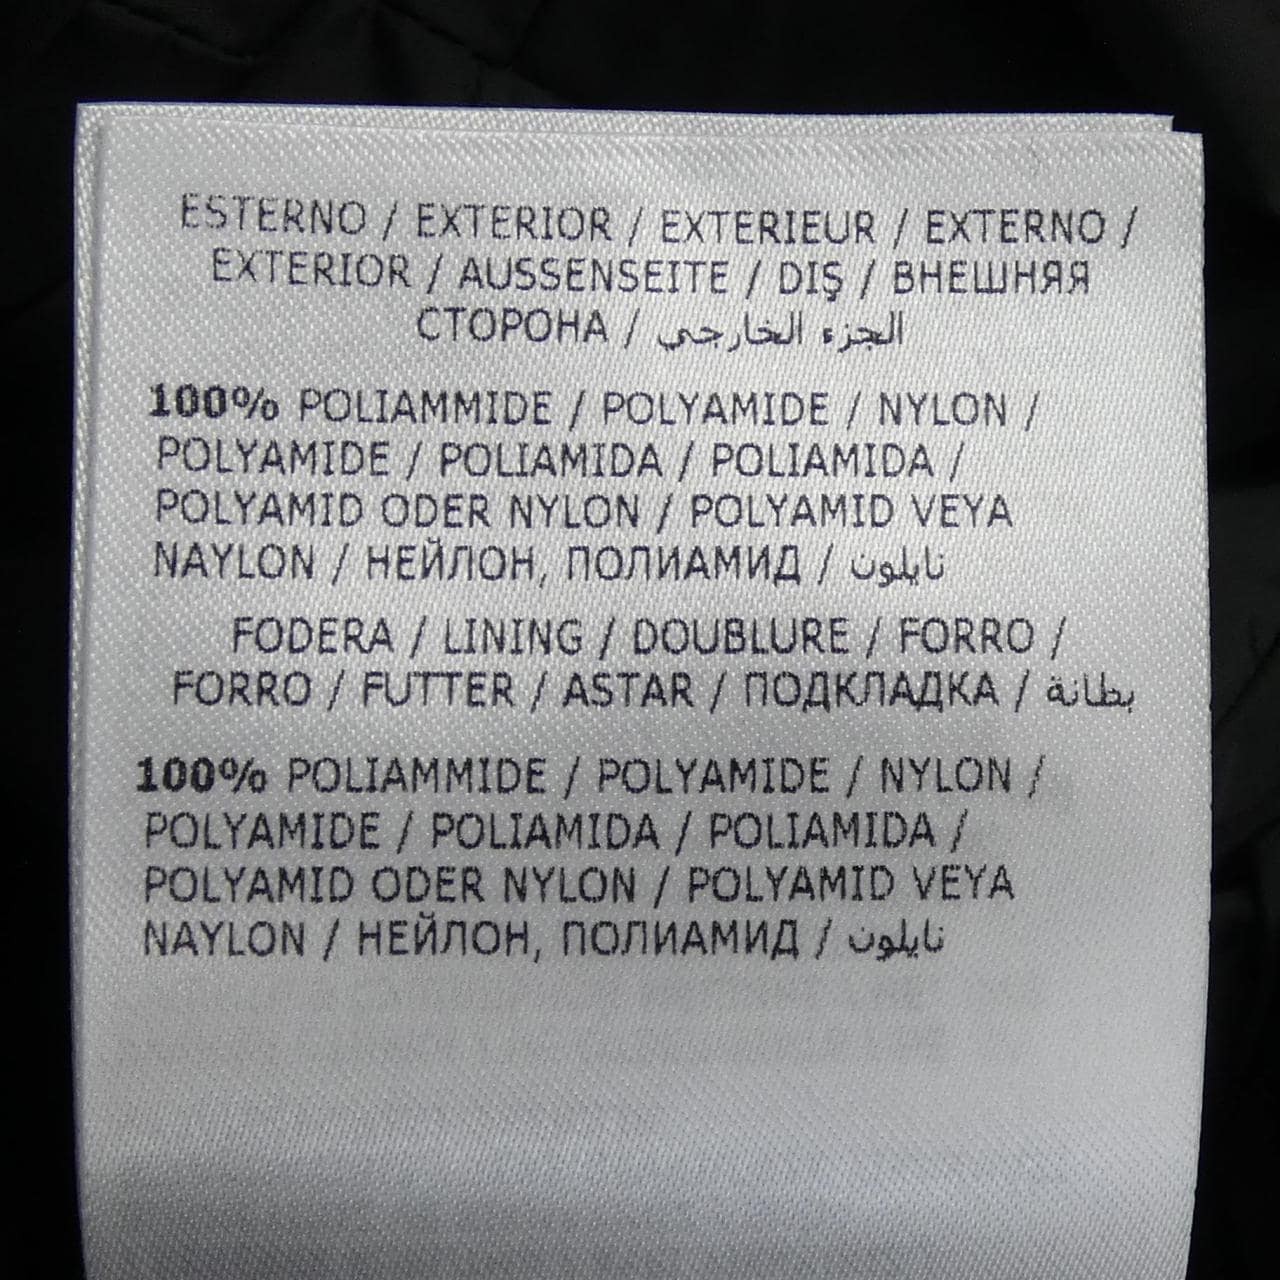 ESTERNO / EXTERIOR / EXTERIEUR / EXTERNO /
EXTERIOR / AUSSENSEITE / DIŞ / ВНЕШНЯЯ
СТОРОНА / الجزء الخارجي
100% POLIAMMIDE / POLYAMIDE / NYLON /
POLYAMIDE / POLIAMIDA / POLIAMIDA /
POLYAMID ODER NYLON / POLYAMID VEYA
NAYLON / НЕЙЛОН, ПОЛИАМИД / نايلون
FODERA / LINING / DOUBLURE / FORRO /
FORRO / FUTTER / ASTAR / ПОДКЛАДКА / بطانة
100% POLIAMMIDE / POLYAMIDE / NYLON /
POLYAMIDE / POLIAMIDA / POLIAMIDA /
POLYAMID ODER NYLON / POLYAMID VEYA
NAYLON / НЕЙЛОН, ПОЛИАМИД / نايلون